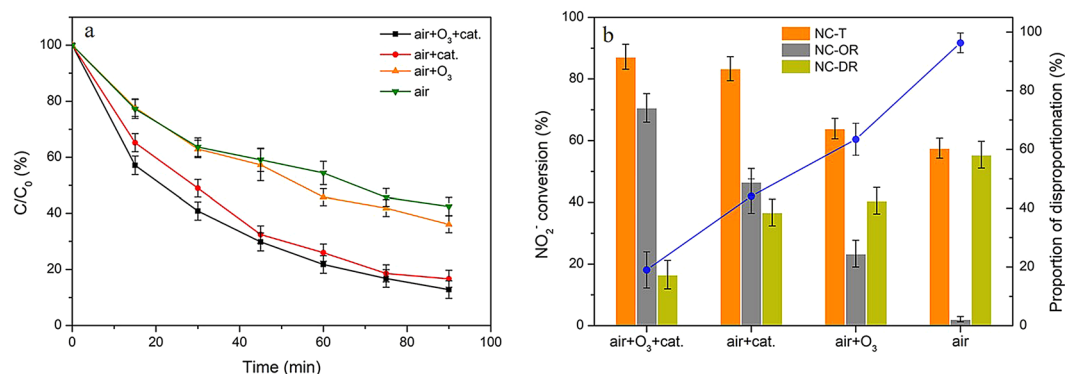 a
air+O₃+cat.
air+cat.
air+O₃
air
C/C₀ (%)
100
80
60
40
20
0
0 20 40 60 80 100
Time (min)
b
NC-T
NC-OR
NC-DR
NO₂⁻ conversion (%)
100
80
60
40
20
0
Proportion of disproportionation (%)
100
80
60
40
20
0
air+O₃+cat. air+cat. air+O₃ air